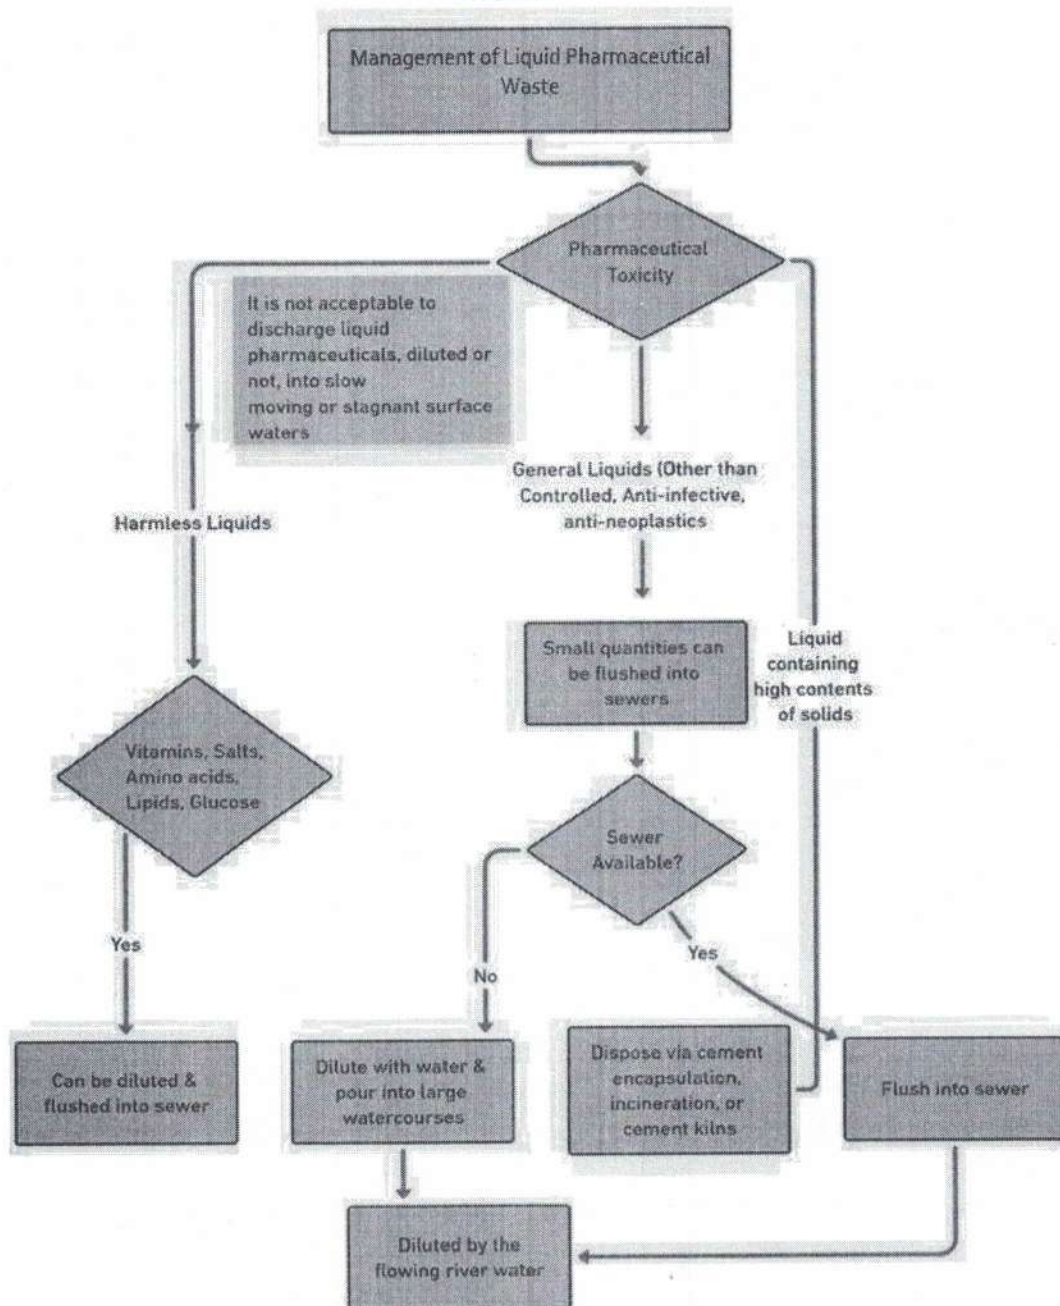 Management of Liquid Pharmaceutical
Waste
Pharmaceutical
Toxicity
It is not acceptable to
discharge liquid
pharmaceuticals, diluted or
not, into slow
moving or stagnant surface
waters
General Liquids (Other than
Controlled, Anti-infective,
anti-neoplastics
Harmless Liquids
Small quantities can
be flushed into
sewers
Liquid
containing
high contents
of solids
Vitamins, Salts,
Amino acids,
Lipids, Glucose
Sewer
Available?
Yes
No
Yes
Can be diluted &
flushed into sewer
Dilute with water &
pour into large
watercourses
Dispose via cement
encapsulation,
incineration, or
cement kilns
Flush into sewer
Diluted by the
flowing river water